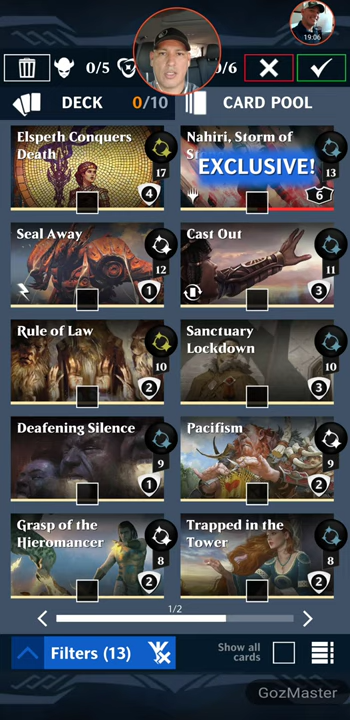 19:06
0/5
0/6
DECK
0/10
CARD POOL
Elspeth Conquers
Death
17
4
Nahiri, Storm of
EXCLUSIVE!
13
6
Seal Away
12
1
Cast Out
11
3
Rule of Law
10
2
Sanctuary
Lockdown
10
3
Deafening Silence
9
1
Pacifism
9
2
Grasp of the
Hieromancer
8
2
Trapped in the
Tower
8
2
1/2
Filters (13)
Show all
cards
GozMaster